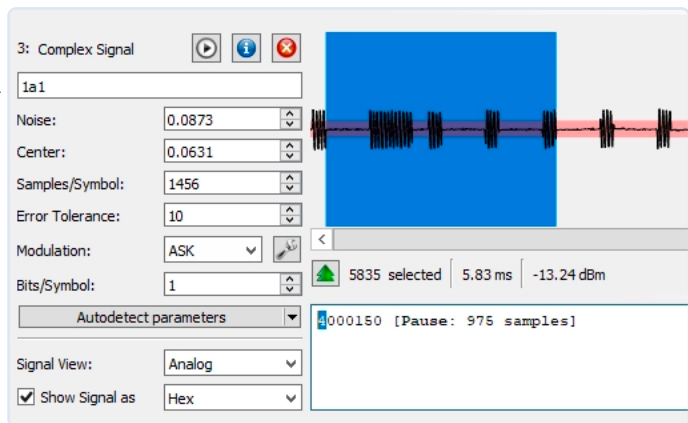 3: Complex Signal
1a1
Noise: 0.0873
Center: 0.0631
Samples/Symbol: 1456
Error Tolerance: 10
Modulation: ASK
Bits/Symbol: 1
Autodetect parameters
Signal View: Analog
Show Signal as Hex
5835 selected 5.83 ms -13.24 dBm
4000150 [Pause: 975 samples]